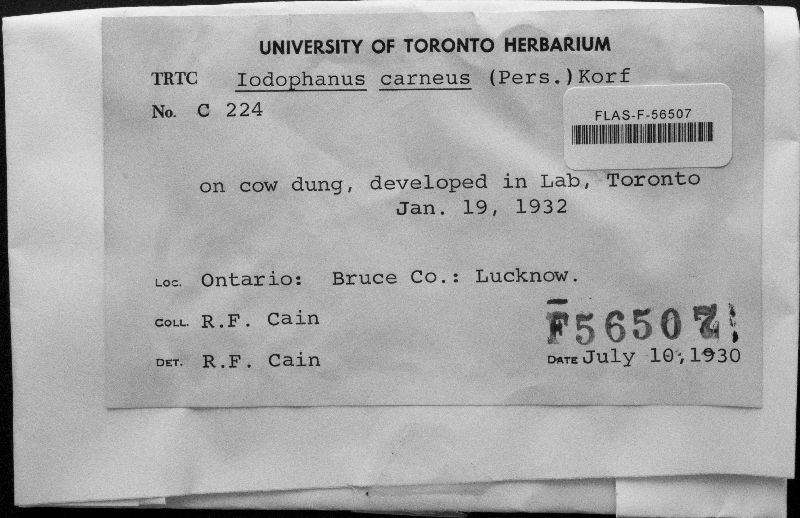 UNIVERSITY OF TORONTO HERBARIUM
TRTC Iodophanus carneus (Pers.) Korf
No. C 224
FLAS-F-56507
on cow dung, developed in Lab, Toronto
Jan. 19, 1932
LOC. Ontario: Bruce Co.: Lucknow.
COLL. R.F. Cain
F56507
DET. R.F. Cain
DATE July 10, 1930